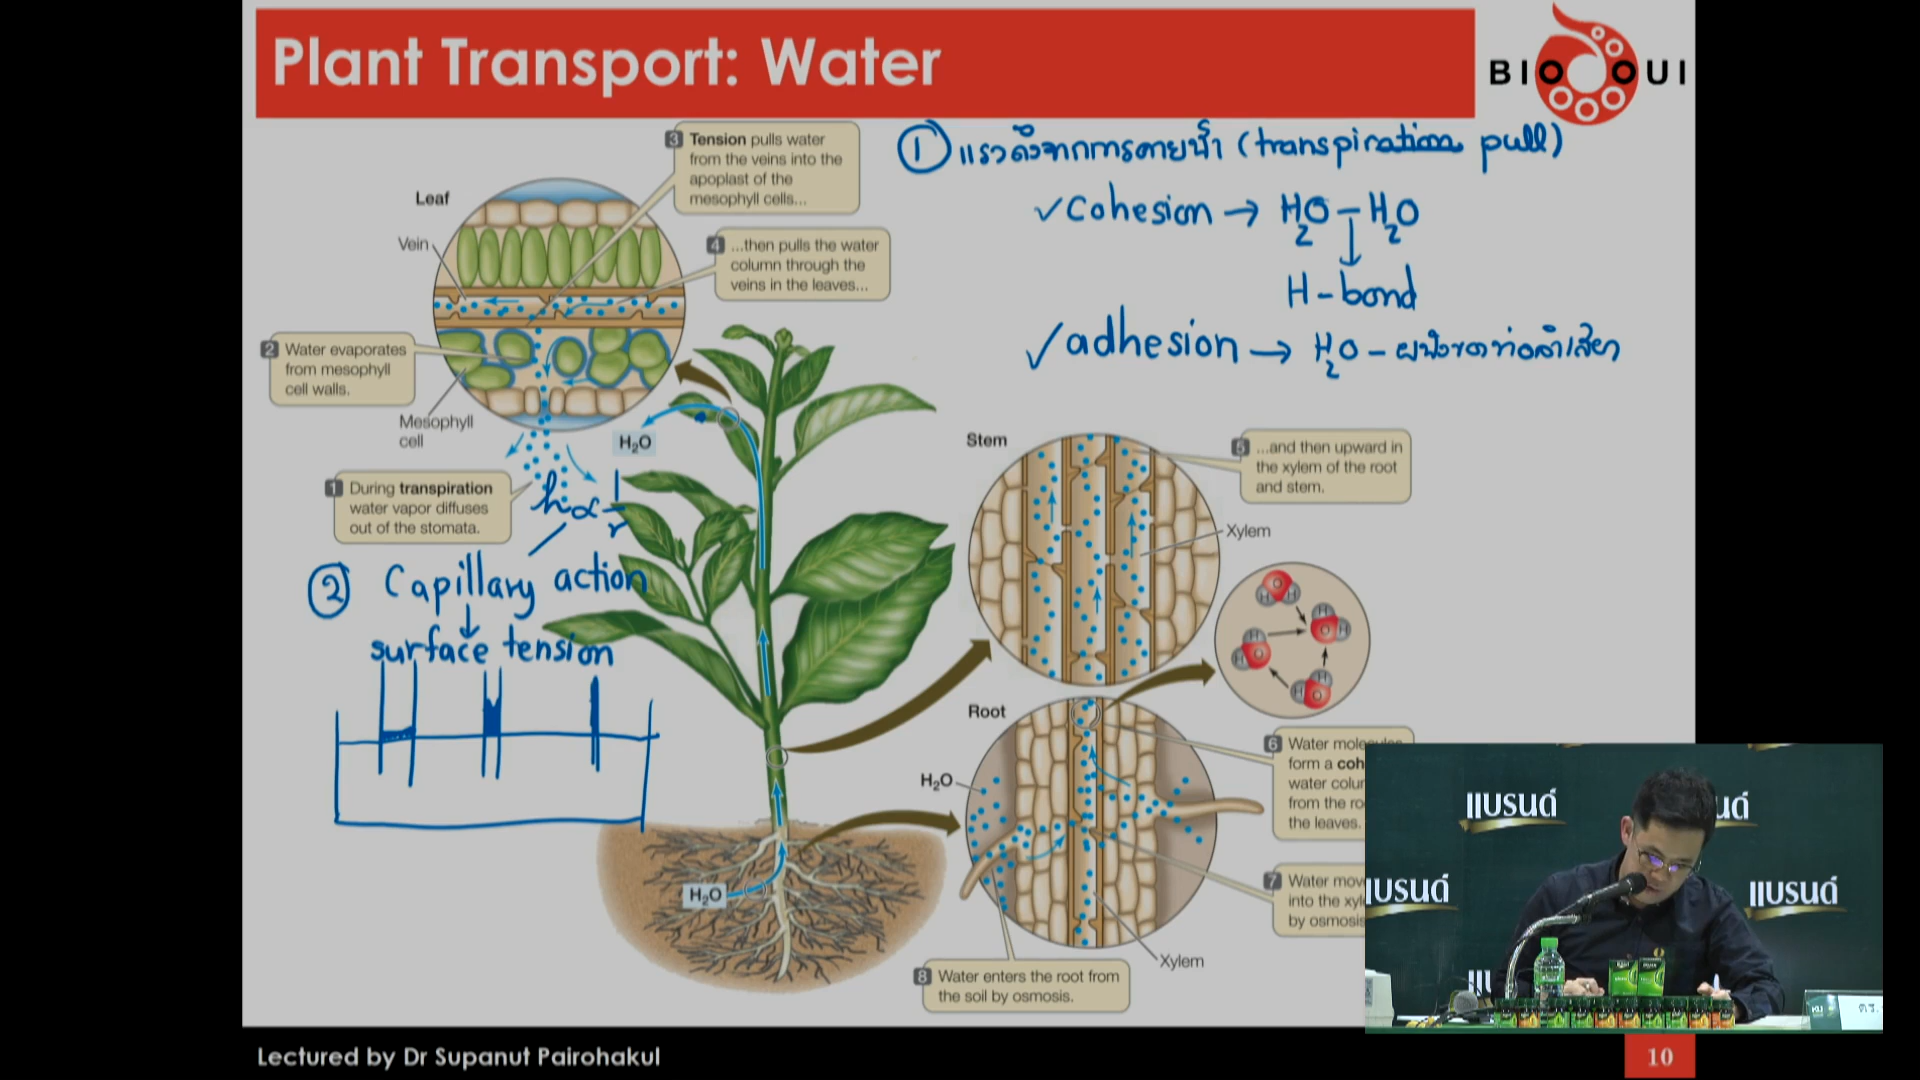 Plant Transport: Water
BIO OUI
① แรงดึงจากการคายน้ำ (transpiration pull)
✓ Cohesion → H₂O – H₂O
H-bond
✓ adhesion → H₂O – ผนังของท่อลำเลียง
Leaf
Vein
Mesophyll
cell
3 Tension pulls water
from the veins into the
apoplast of the
mesophyll cells...
4 ...then pulls the water
column through the
veins in the leaves...
2 Water evaporates
from mesophyll
cell walls.
1 During transpiration
water vapor diffuses
out of the stomata.
H₂O
h ∝ 1/r
② Capillary action
surface tension
Stem
5 ...and then upward in
the xylem of the root
and stem.
Xylem
Root
H₂O
6
Water
form a
water
from the
the leaves.
7 Water
into the
by osmosis
Xylem
8 Water enters the root from
the soil by osmosis.
H₂O
แบรนด์
แบรนด์
แบรนด์
ดร.
Lectured by Dr Supanut Pairohakul
10